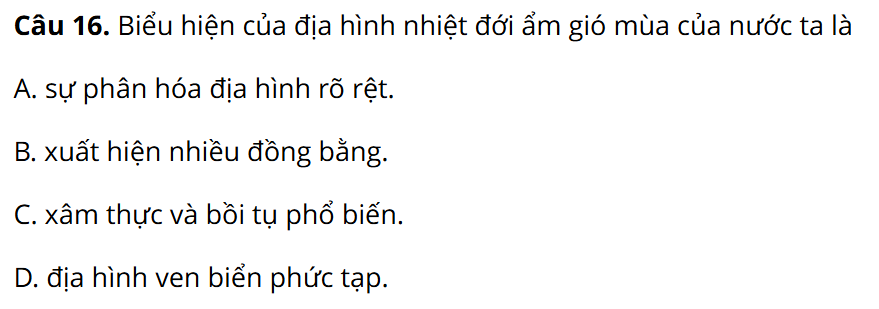 Câu 16. Biểu hiện của địa hình nhiệt đới ẩm gió mùa của nước ta là
A. sự phân hóa địa hình rõ rệt.
B. xuất hiện nhiều đồng bằng.
C. xâm thực và bồi tụ phổ biến.
D. địa hình ven biển phức tạp.